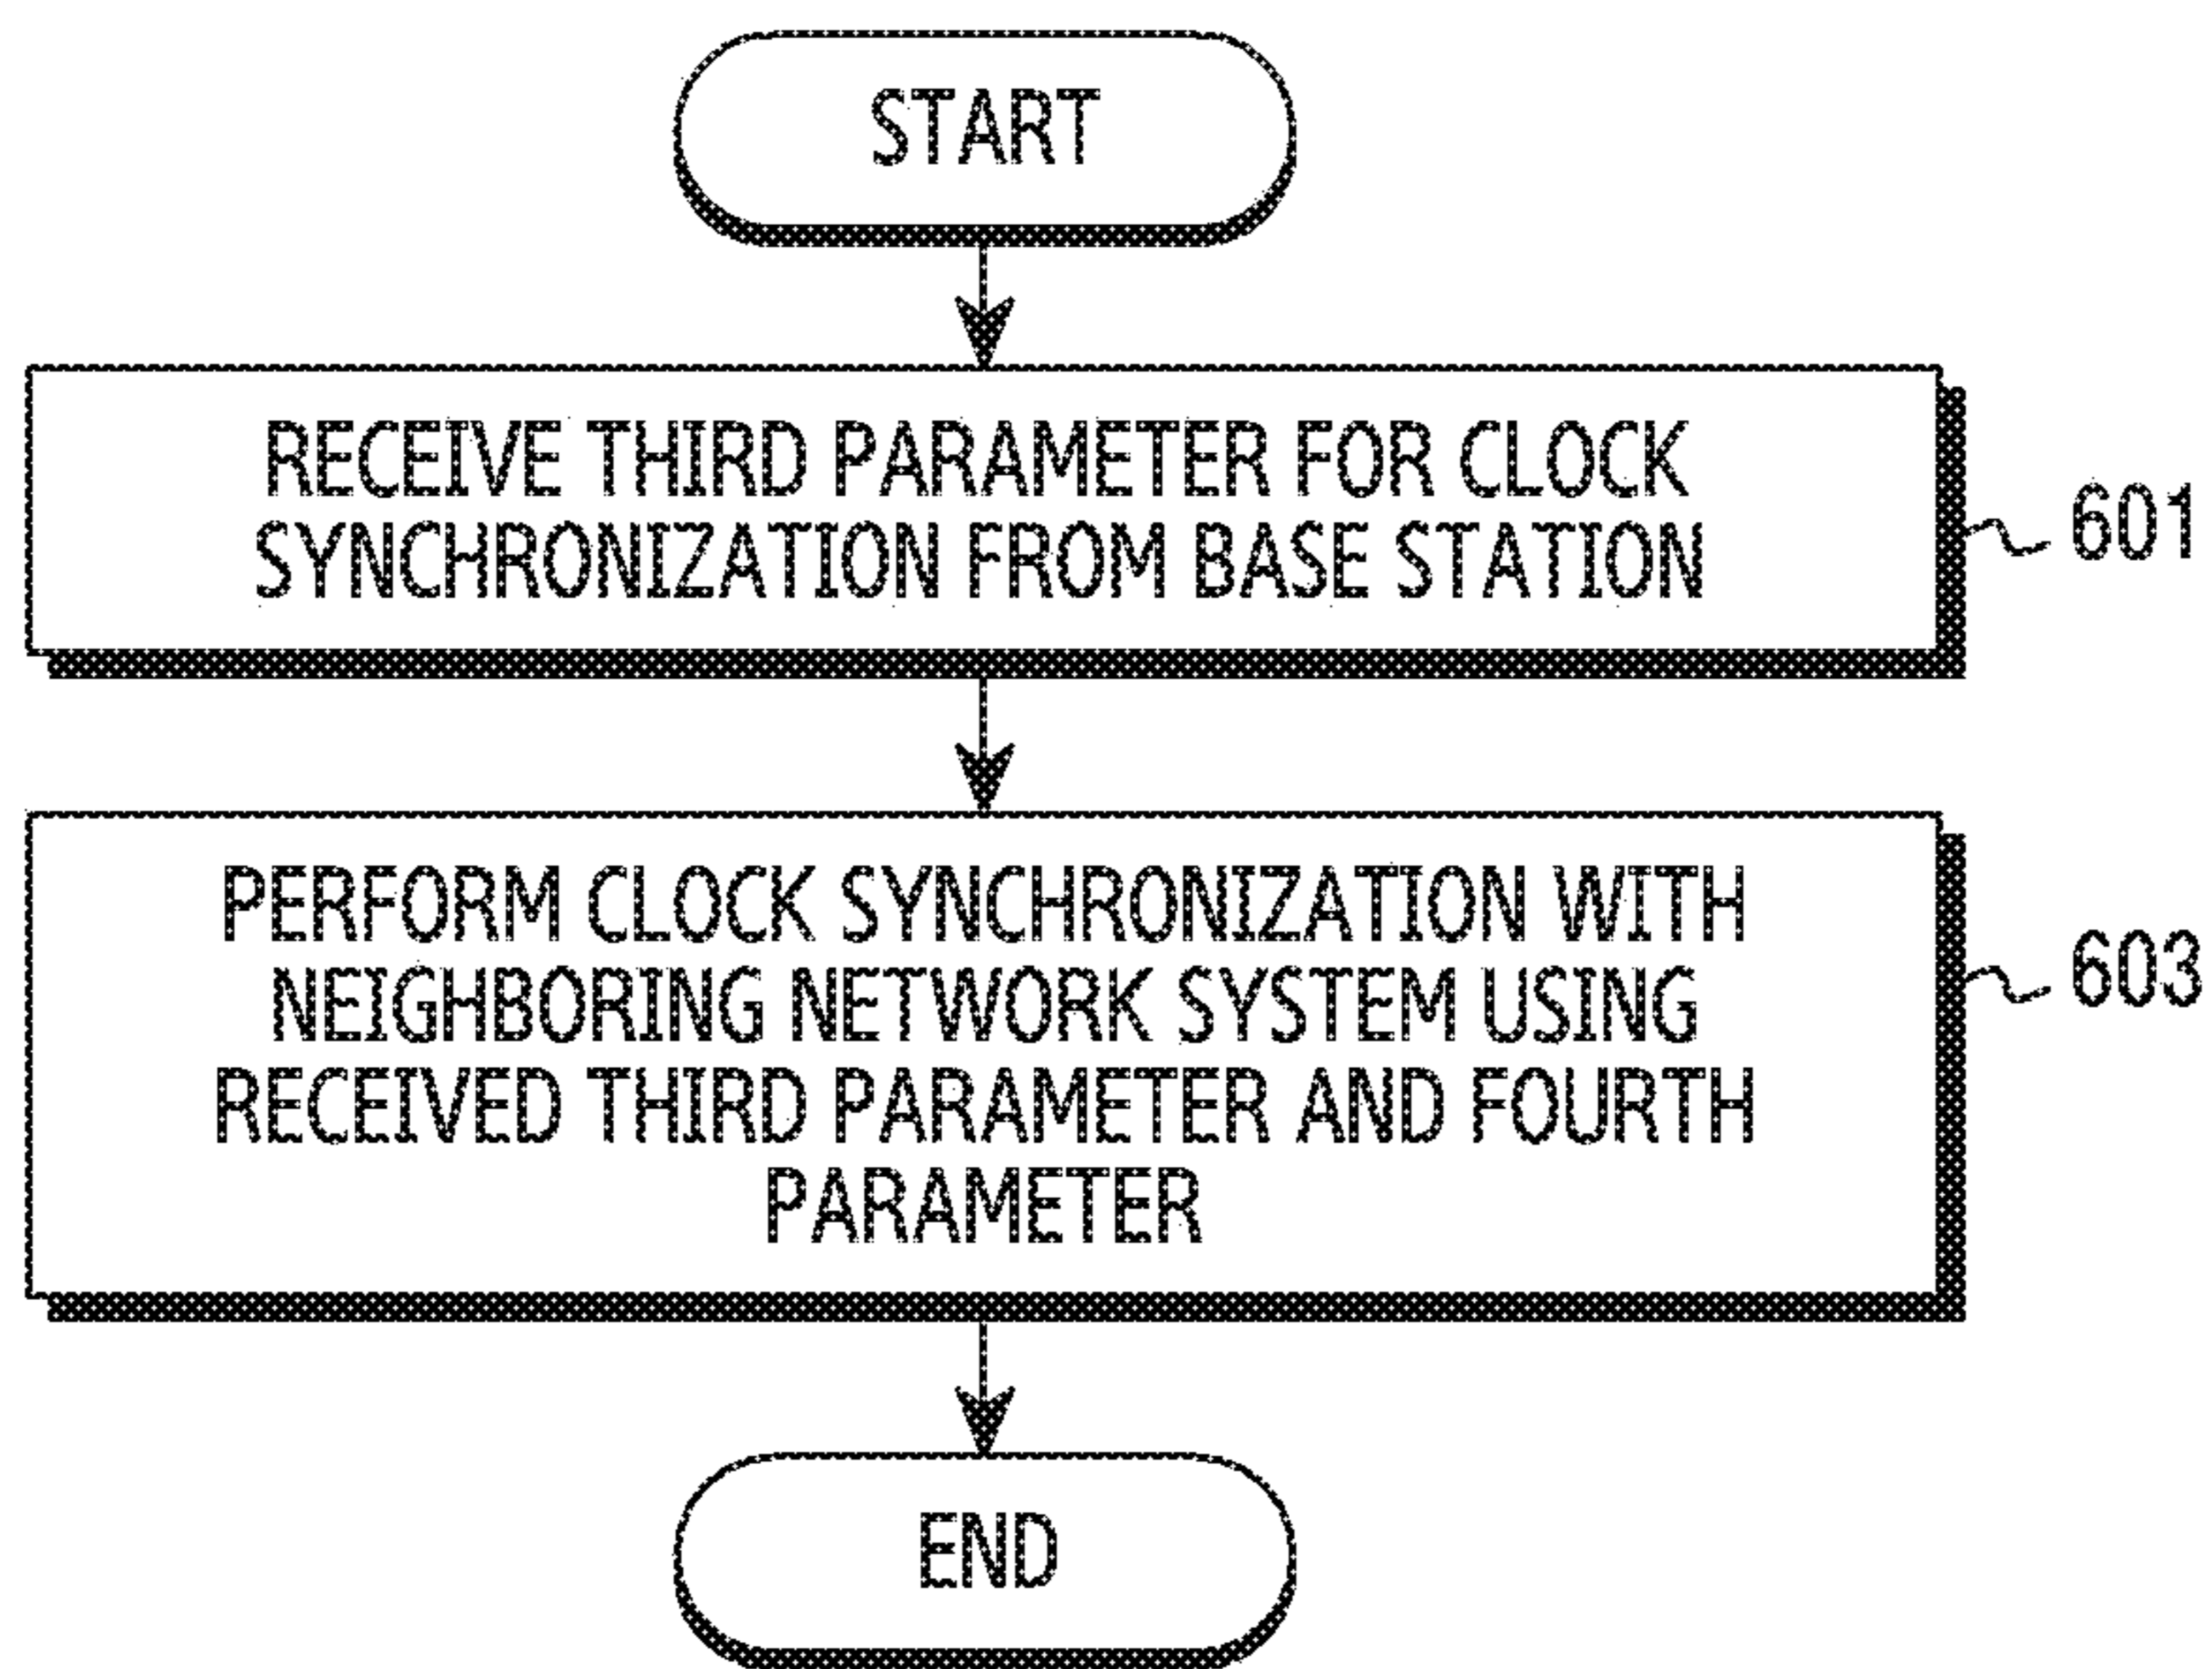 START
RECEIVE THIRD PARAMETER FOR CLOCK
SYNCHRONIZATION FROM BASE STATION
601
PERFORM CLOCK SYNCHRONIZATION WITH
NEIGHBORING NETWORK SYSTEM USING
RECEIVED THIRD PARAMETER AND FOURTH
PARAMETER
603
END